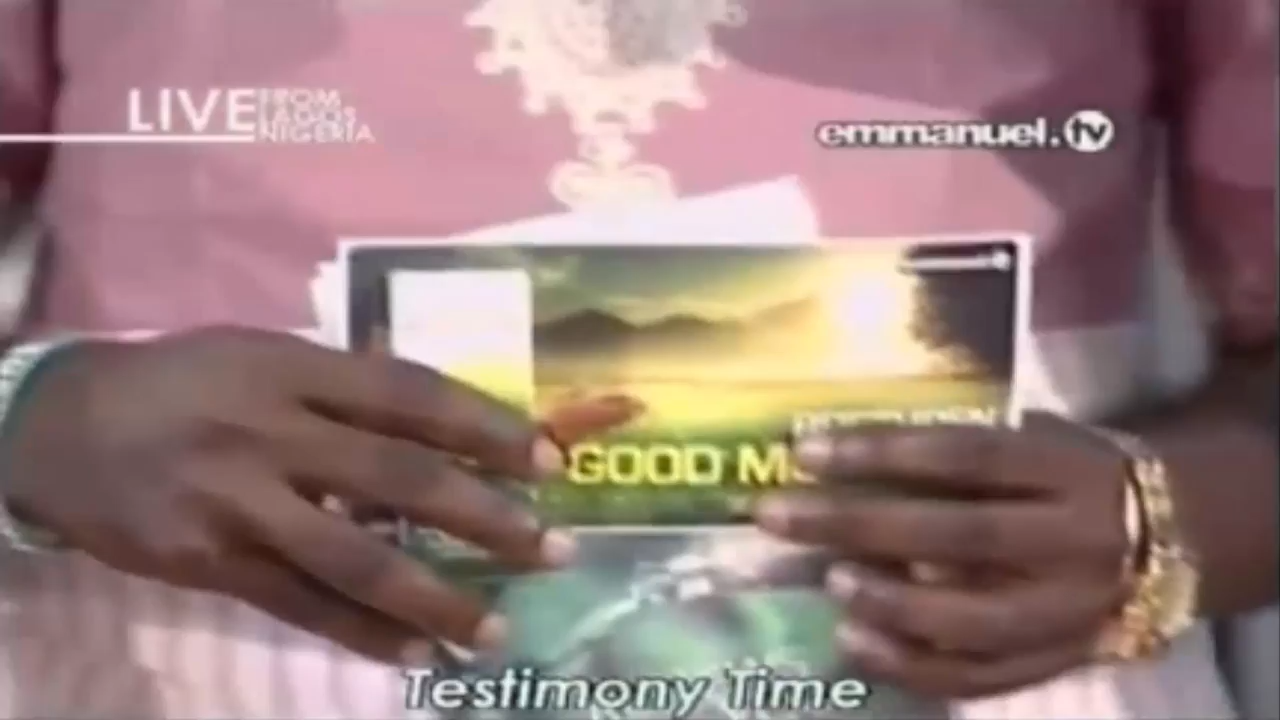 LIVE FROM
LAGOS
NIGERIA
emmanuel.tv
GOOD
Testimony Time